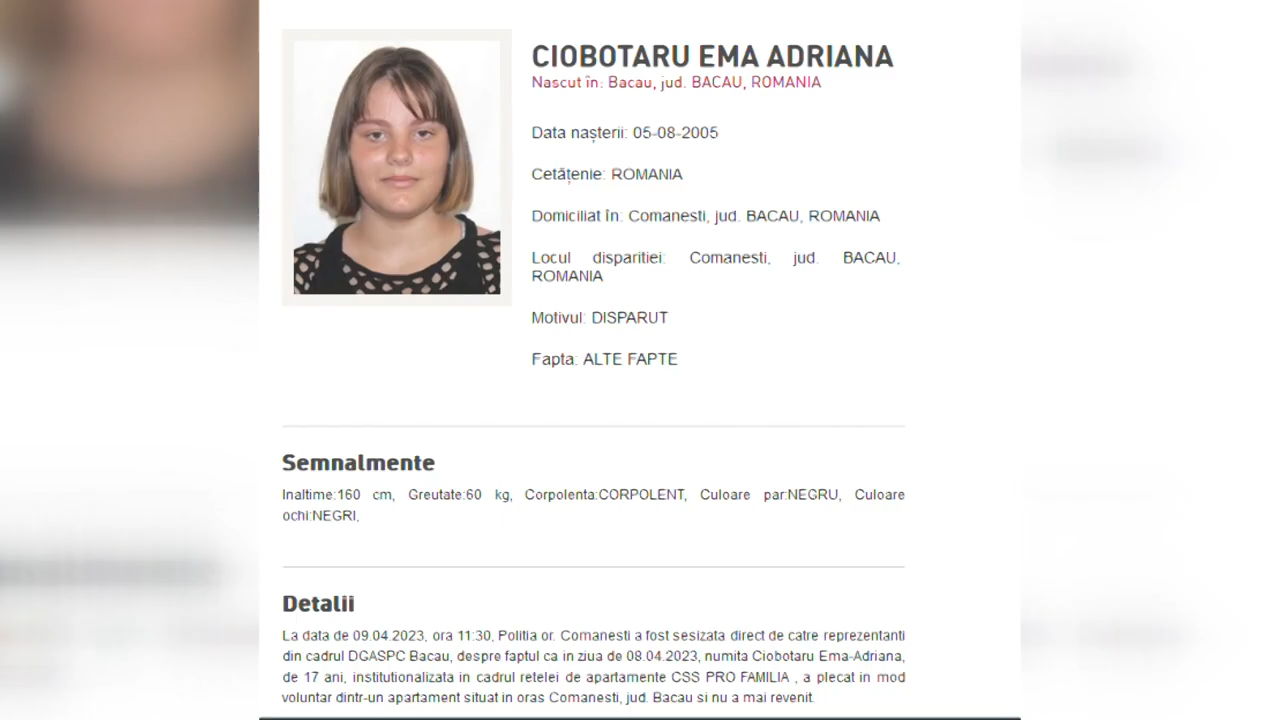 CIOBOTARU EMA ADRIANA
Nascut în: Bacau, jud. BACAU, ROMANIA
Data nașterii: 05-08-2005
Cetățenie: ROMANIA
Domiciliat în: Comanesti, jud. BACAU, ROMANIA
Locul disparitiei: Comanesti, jud. BACAU,
ROMANIA
Motivul: DISPARUT
Fapta: ALTE FAPTE
Semnalmente
Inaltime:160 cm, Greutate:60 kg, Corpolenta:CORPOLENT, Culoare par:NEGRU, Culoare
ochi:NEGRI,
Detalii
La data de 09.04.2023, ora 11:30, Politia or. Comanesti a fost sesizata direct de catre reprezentanti
din cadrul DGASPC Bacau, despre faptul ca in ziua de 08.04.2023, numita Ciobotaru Ema-Adriana,
de 17 ani, institutionalizata in cadrul retelei de apartamente CSS PRO FAMILIA , a plecat in mod
voluntar dintr-un apartament situat in oras Comanesti, jud. Bacau si nu a mai revenit.